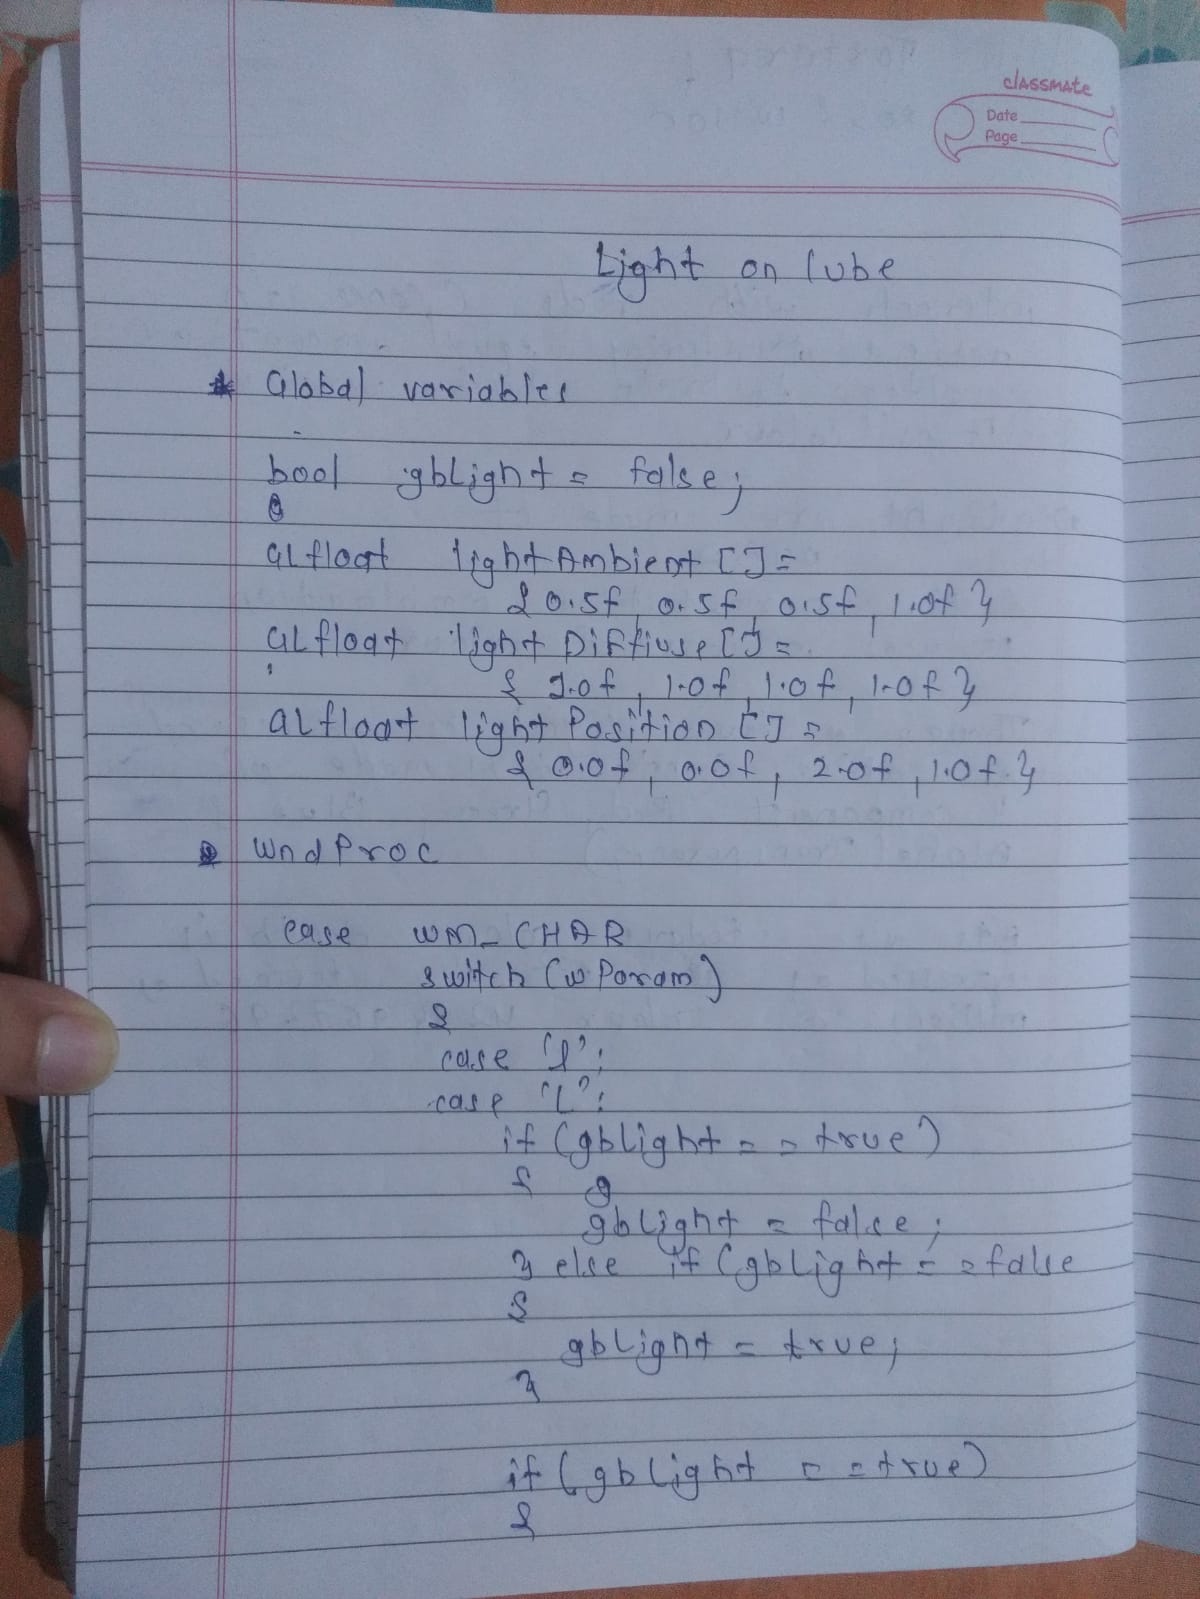 classmate
Date
Page
Light on Cube
* Global variables
bool gbLight = false;
GLfloat lightAmbient [] =
{ 0.5f, 0.5f, 0.5f, 1.0f }
GLfloat light Diffiuse [] =
{ 1.0f, 1.0f, 1.0f, 1.0f }
GLfloat light Position [] =
{ 0.0f, 0.0f, 2.0f, 1.0f }
WndProc
case WM_CHAR
switch (wParam)
{
case 'l':
case 'L':
if (gbLight == true)
{
gbLight = false;
} else if (gbLight == false
{
gbLight = true;
}
if (gbLight == true)
{